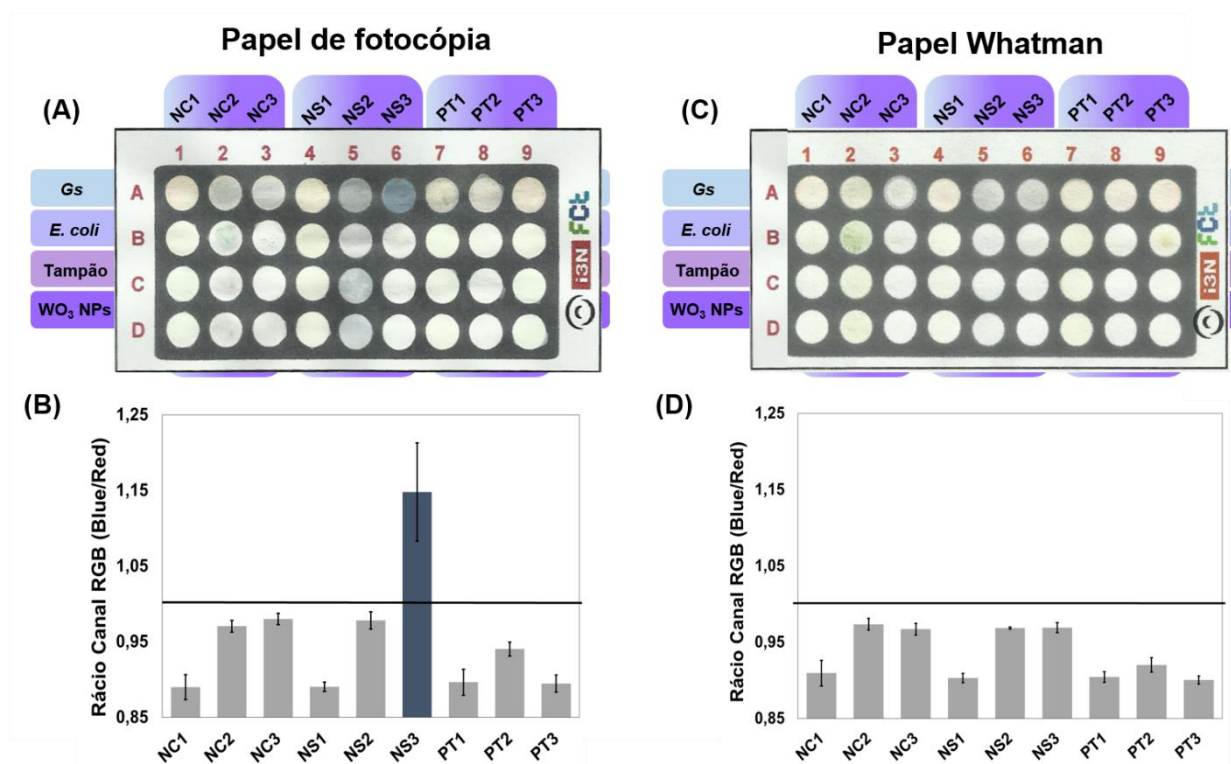 Papel de fotocópia
Papel Whatman
(A)
NC1 NC2 NC3 NS1 NS2 NS3 PT1 PT2 PT3
1 2 3 4 5 6 7 8 9
Gs
E. coli
Tampão
WO₃ NPs
A
B
C
D
i3N FCt
(C)
NC1 NC2 NC3 NS1 NS2 NS3 PT1 PT2 PT3
1 2 3 4 5 6 7 8 9
Gs
E. coli
Tampão
WO₃ NPs
A
B
C
D
i3N FCt
(B)
Rácio Canal RGB (Blue/Red)
1,25
1,15
1,05
0,95
0,85
NC1 NC2 NC3 NS1 NS2 NS3 PT1 PT2 PT3
(D)
Rácio Canal RGB (Blue/Red)
1,25
1,15
1,05
0,95
0,85
NC1 NC2 NC3 NS1 NS2 NS3 PT1 PT2 PT3